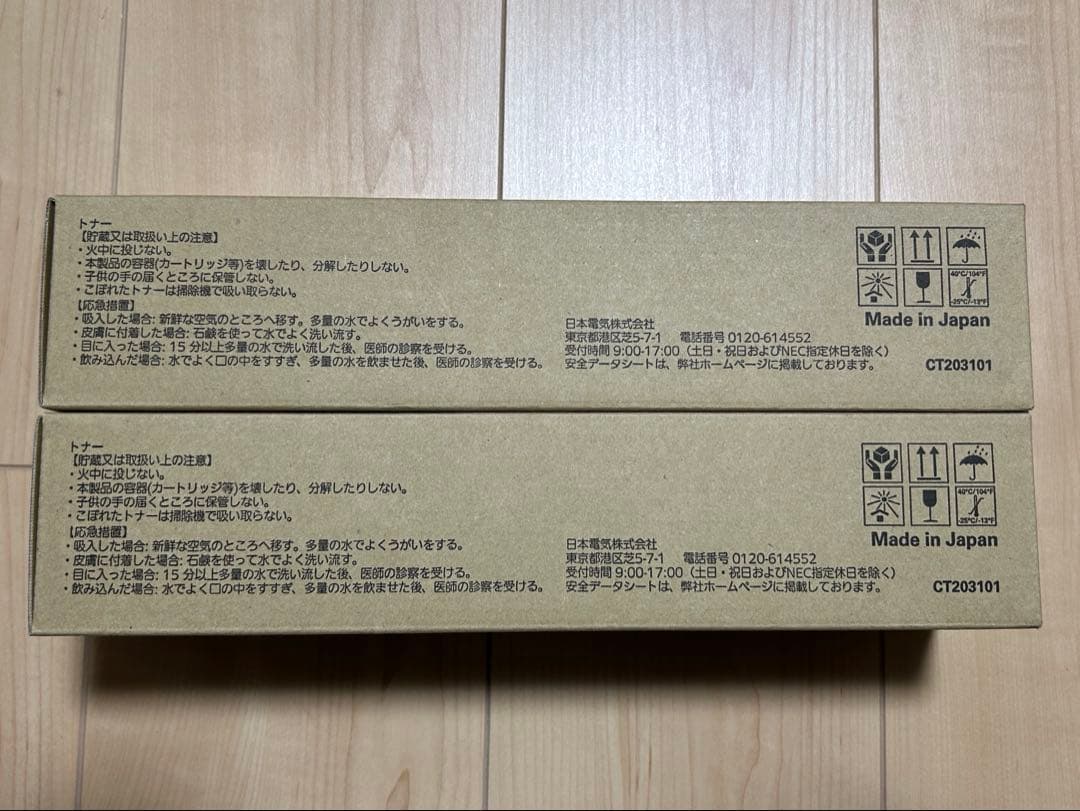 トナー
【貯蔵又は取扱い上の注意】
・火中に投じない。
・本製品の容器(カートリッジ等)を壊したり、分解したりしない。
・子供の手の届くところに保管しない。
・こぼれたトナーは掃除機で吸い取らない。
【応急措置】
・吸入した場合: 新鮮な空気のところへ移す。多量の水でよくうがいをする。
・皮膚に付着した場合: 石鹸を使って水でよく洗い流す。
・目に入った場合: 15分以上多量の水で洗い流した後、医師の診察を受ける。
・飲み込んだ場合: 水でよく口の中をすすぎ、多量の水を飲ませた後、医師の診察を受ける。
日本電気株式会社
東京都港区芝5-7-1 電話番号 0120-614552
受付時間 9:00-17:00（土日・祝日およびNEC指定休日を除く）
安全データシートは、弊社ホームページに掲載しております。
40°C/104°F
-25°C/-13°F
Made in Japan
CT203101
トナー
【貯蔵又は取扱い上の注意】
・火中に投じない。
・本製品の容器(カートリッジ等)を壊したり、分解したりしない。
・子供の手の届くところに保管しない。
・こぼれたトナーは掃除機で吸い取らない。
【応急措置】
・吸入した場合: 新鮮な空気のところへ移す。多量の水でよくうがいをする。
・皮膚に付着した場合: 石鹸を使って水でよく洗い流す。
・目に入った場合: 15分以上多量の水で洗い流した後、医師の診察を受ける。
・飲み込んだ場合: 水でよく口の中をすすぎ、多量の水を飲ませた後、医師の診察を受ける。
日本電気株式会社
東京都港区芝5-7-1 電話番号 0120-614552
受付時間 9:00-17:00（土日・祝日およびNEC指定休日を除く）
安全データシートは、弊社ホームページに掲載しております。
40°C/104°F
-25°C/-13°F
Made in Japan
CT203101